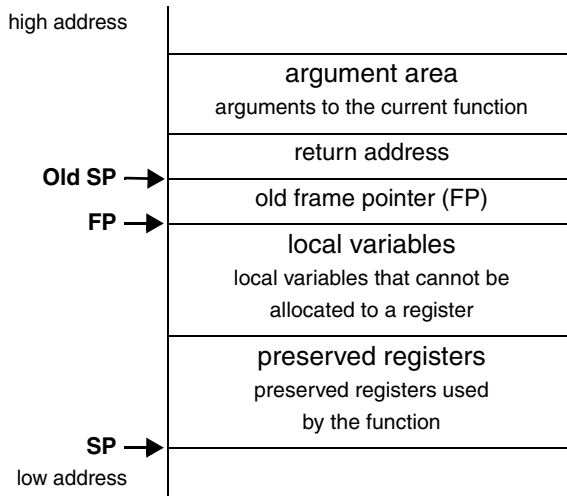 high address
argument area
arguments to the current function
return address
Old SP
old frame pointer (FP)
FP
local variables
local variables that cannot be
allocated to a register
preserved registers
preserved registers used
by the function
SP
low address